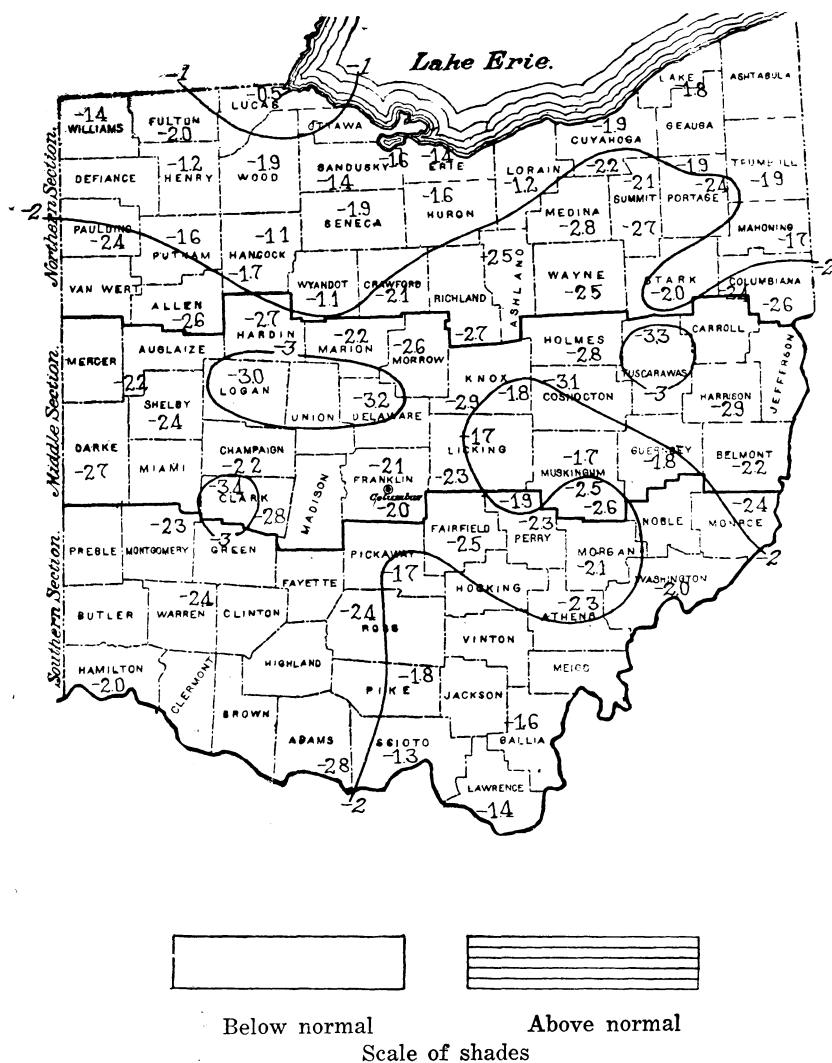 Lake Erie.
-1
-1
LAKE
-1.8
ASHTABULA
-0.5
LUCAS
-1.4
WILLIAMS
FULTON
-2.0
OTTAWA
-1.9
CUYAHOGA
GEAUGA
DEFIANCE
-1.2
HENRY
-1.9
WOOD
SANDUSKY
-1.6
-1.4
-1.4
ERIE
LORAIN
-1.2
-2.2
-2.1
SUMMIT
-2.7
-1.9
PORTAGE
-2.4
TRUMBULL
-1.9
-2
PAULDING
-2.4
-1.6
PUTNAM
-1.1
HANCOCK
-1.7
-1.9
SENECA
-1.6
HURON
MEDINA
-2.8
MAHONING
-1.7
VAN WERT
ALLEN
-2.6
WYANDOT
-1.1
CRAWFORD
-2.1
RICHLAND
-2.7
ASHLAND
WAYNE
-2.5
STARK
-2.0
COLUMBIANA
-2.6
-2
Northern Section.
MERCER
AUGLAIZE
-2.7
HARDIN
-3
-2.2
MARION
-2.6
MORROW
HOLMES
-2.8
-3.3
TUSCARAWAS
-3
CARROLL
JEFFERSON
-2.2
SHELBY
-2.4
-3.0
LOGAN
UNION
-3.2
DELAWARE
KNOX
-2.9
-1.8
-3.1
COSHOCTON
HARRISON
-2.9
DARKE
-2.7
MIAMI
CHAMPAIGN
-2.2
-1.7
LICKING
-2.3
-1.7
MUSKINGUM
-2.5
-2.6
GUERNSEY
-1.8
BELMONT
-2.2
Middle Section.
-3.4
CLARK
-2.8
-3
MADISON
-2.1
FRANKLIN
Columbus
-2.0
-1.9
NOBLE
-2.4
MONROE
-2
PREBLE
-2.3
MONTGOMERY
GREEN
FAYETTE
PICKAWAY
-1.7
FAIRFIELD
-2.5
-2.3
PERRY
MORGAN
-2.1
WASHINGTON
-2.0
BUTLER
-2.4
WARREN
CLINTON
-2.4
ROSS
HOCKING
-2.3
ATHENS
HIGHLAND
VINTON
MEIGS
Southern Section.
HAMILTON
-2.0
CLERMONT
BROWN
ADAMS
-2.8
-1.8
PIKE
JACKSON
SCIOTO
-1.3
-1.6
GALLIA
LAWRENCE
-1.4
-2
Below normal
Above normal
Scale of shades